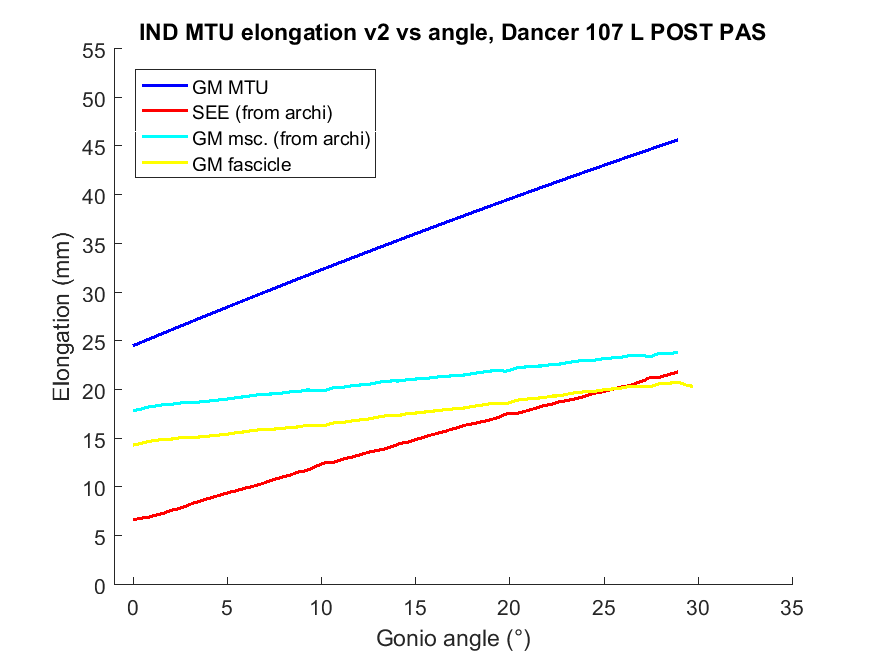 IND MTU elongation v2 vs angle, Dancer 107 L POST PAS
55
50
45
40
35
30
25
20
15
10
5
0
Elongation (mm)
GM MTU
SEE (from archi)
GM msc. (from archi)
GM fascicle
0 5 10 15 20 25 30 35
Gonio angle (°)